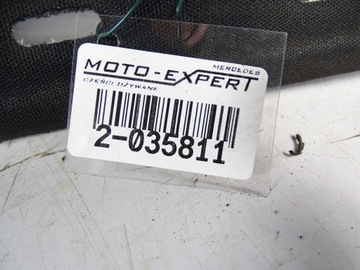 MERCEDES
MOTO-EXPERT
CZĘŚCI UŻYWANE
2-035811